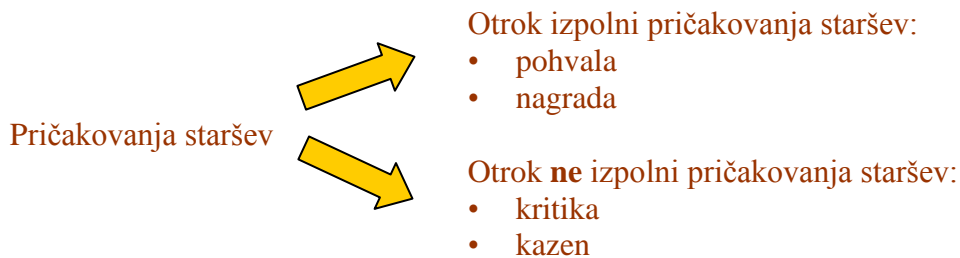 Pričakovanja staršev
Otrok izpolni pričakovanja staršev:
• pohvala
• nagrada
Otrok ne izpolni pričakovanja staršev:
• kritika
• kazen